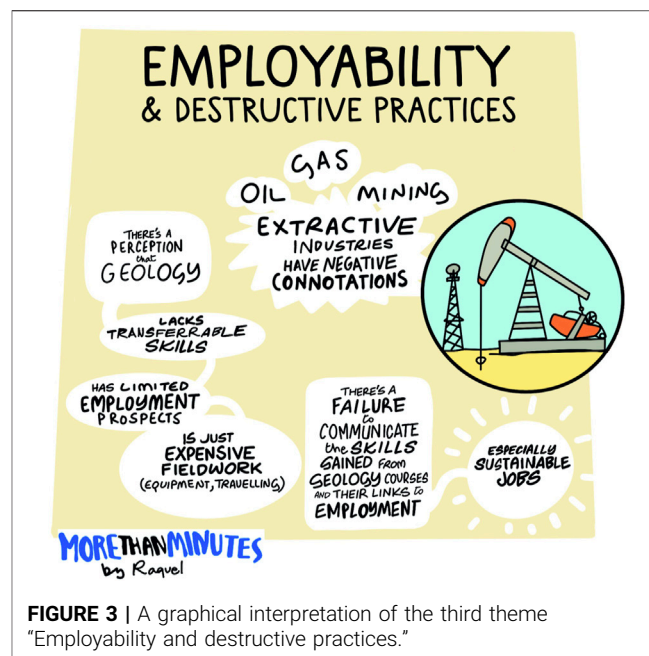 EMPLOYABILITY
& DESTRUCTIVE PRACTICES
GAS
OIL
MINING
EXTRACTIVE
INDUSTRIES
HAVE NEGATIVE
CONNOTATIONS
THERE'S A
PERCEPTION
that
GEOLOGY
LACKS
TRANSFERRABLE
SKILLS
HAS LIMITED
EMPLOYMENT
PROSPECTS
IS JUST
EXPENSIVE
FIELDWORK
(EQUIPMENT, TRAVELLING)
THERE'S A
FAILURE
to
COMMUNICATE
the SKILLS
GAINED FROM
GEOLOGY COURSES
AND THEIR LINKS to
EMPLOYMENT
ESPECIALLY
SUSTAINABLE
JOBS
MORETHANMINUTES
by Raquel
FIGURE 3 | A graphical interpretation of the third theme
“Employability and destructive practices.”